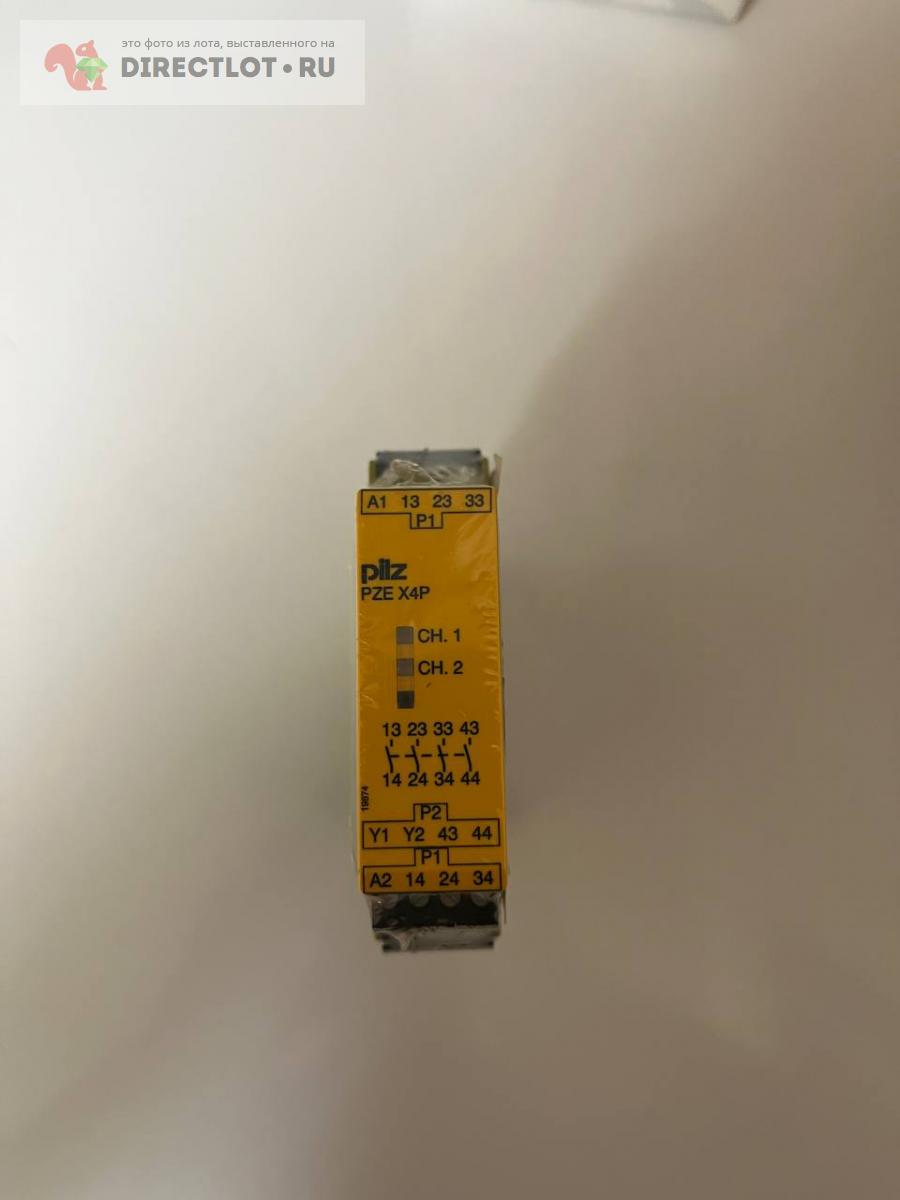 это фото из лота, выставленного на
DIRECTLOT•RU
A1 13 23 33
P1
pilz
PZE X4P
CH. 1
CH. 2
13 23 33 43
14 24 34 44
19874
P2
Y1 Y2 43 44
P1
A2 14 24 34